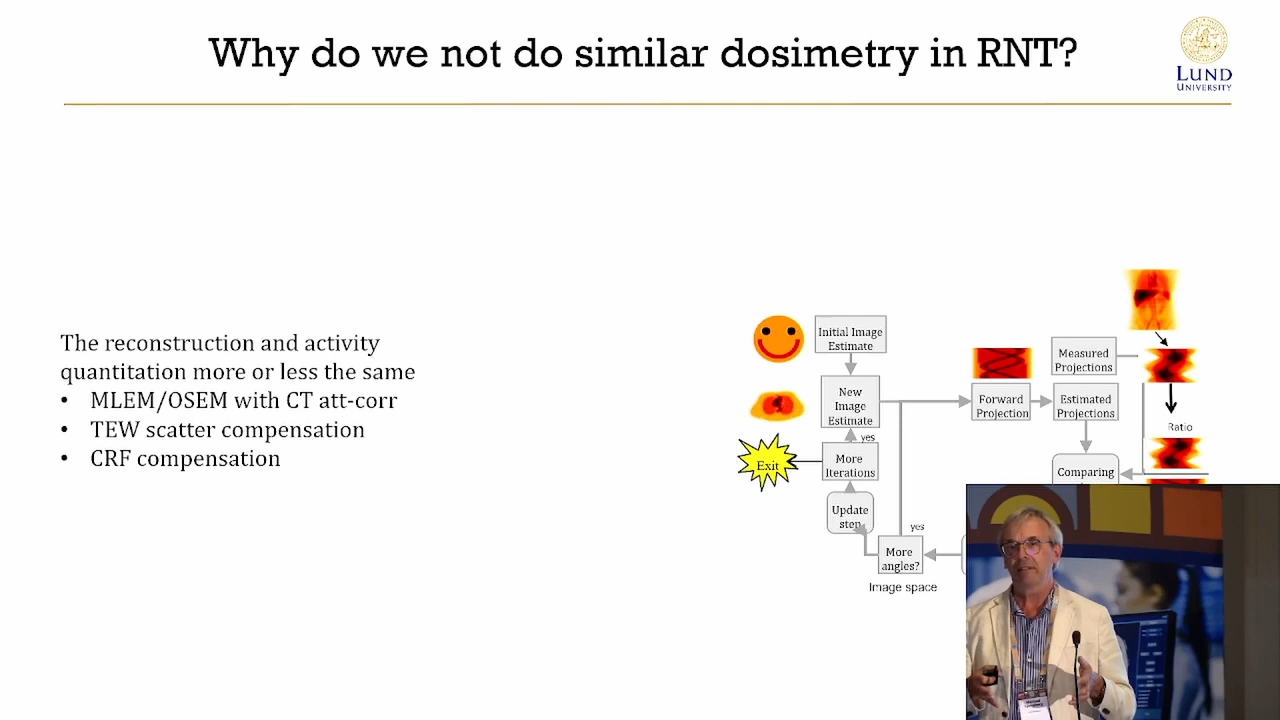 Why do we not do similar dosimetry in RNT?
LUND
UNIVERSITY
The reconstruction and activity
quantitation more or less the same
• MLEM/OSEM with CT att-corr
• TEW scatter compensation
• CRF compensation
Initial Image
Estimate
New
Image
Estimate
yes
More
Iterations
Exit
Update
step
More
angles?
yes
Image space
Forward
Projection
Measured
Projections
Estimated
Projections
Ratio
Comparing